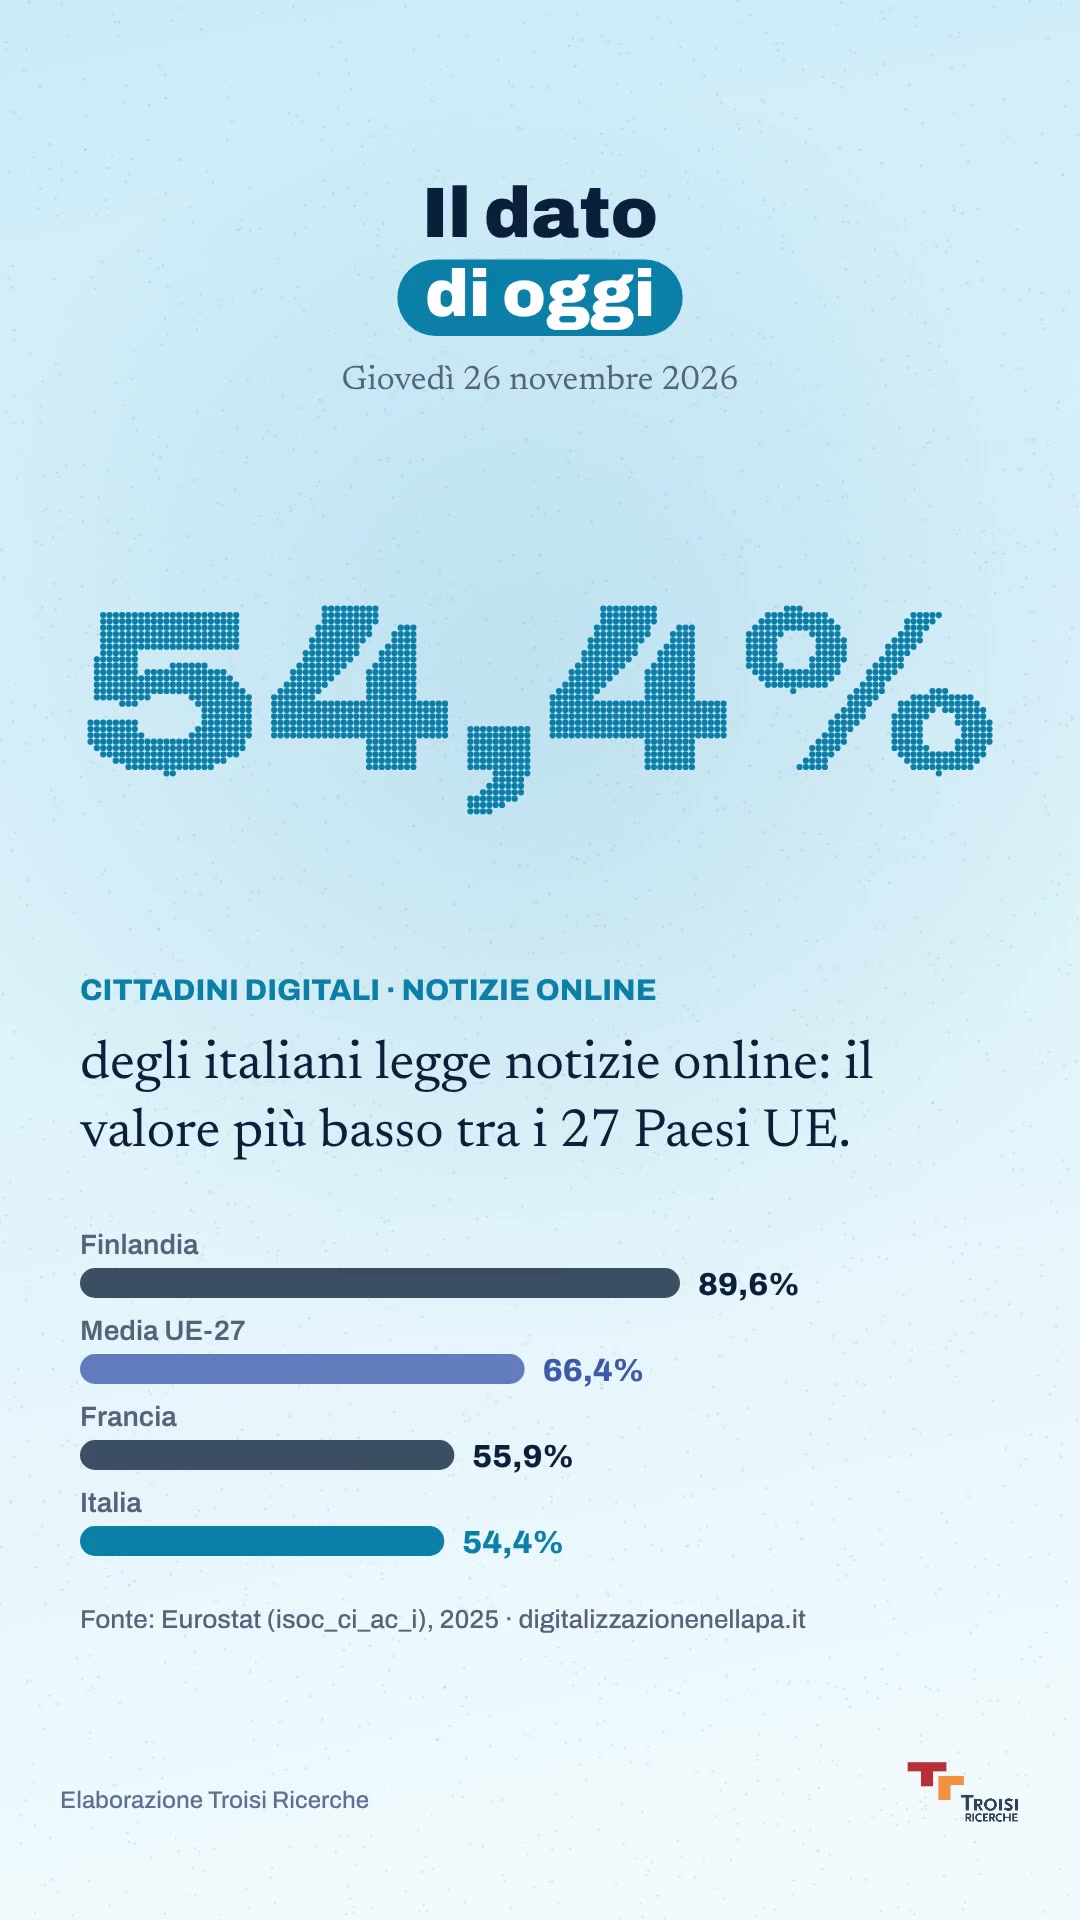 Il dato
di oggi
Giovedì 26 novembre 2026
54,4%
CITTADINI DIGITALI · NOTIZIE ONLINE
degli italiani legge notizie online: il
valore più basso tra i 27 Paesi UE.
Finlandia
89,6%
Media UE-27
66,4%
Francia
55,9%
Italia
54,4%
Fonte: Eurostat (isoc_ci_ac_i), 2025 · digitalizzazionenellapa.it
Elaborazione Troisi Ricerche
TROISI
RICERCHE